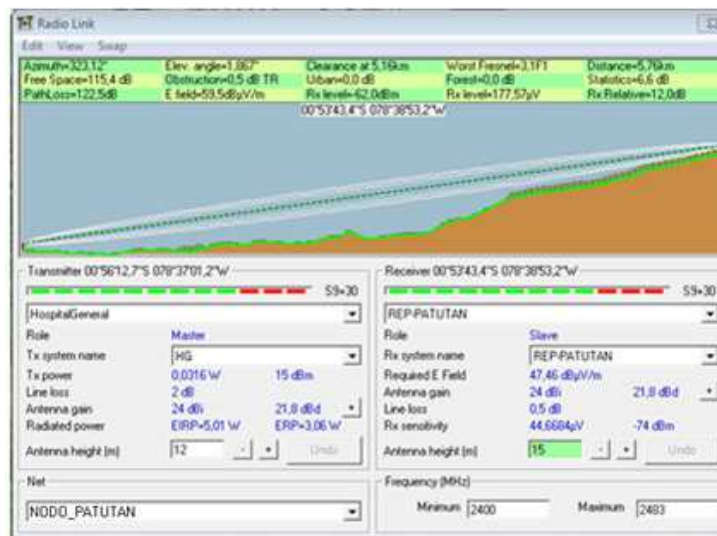 Radio Link
Edit View Swap
Azimuth=323,12° Elev. angle=1,867° Clearance at 5,16km Worst Fresnel=3,1F1 Distance=5,76km
Free Space=115,4 dB Obstruction=0,5 dB TR Urban=0,0 dB Forest=0,0 dB Statistics=6,6 dB
PathLoss=122,5dB E field=59,5dBµV/m Rx level=-62,0dBm Rx level=177,57µV Rx Relative=12,0dB
00°53'43,4"S 078°38'53,2"W
Transmitter 00°56'12,7"S 078°37'01,2"W Receiver 00°53'43,4"S 078°38'53,2"W
S9+30 S9+30
HospitalGeneral REP-PATUTAN
Role Master Role Slave
Tx system name HG Rx system name REP-PATUTAN
Tx power 0,0316 W 15 dBm Required E Field 47,46 dBµV/m
Line loss 2 dB Antenna gain 24 dBi 21,8 dBd +
Antenna gain 24 dBi 21,8 dBd + Line loss 0,5 dB
Radiated power EIRP=5,01 W ERP=3,06 W Rx sensitivity 44,6684µV -74 dBm
Antenna height (m) 12 - + Undo Antenna height (m) 15 - + Undo
Net Frequency (MHz)
NODO_PATUTAN Minimum 2400 Maximum 2483